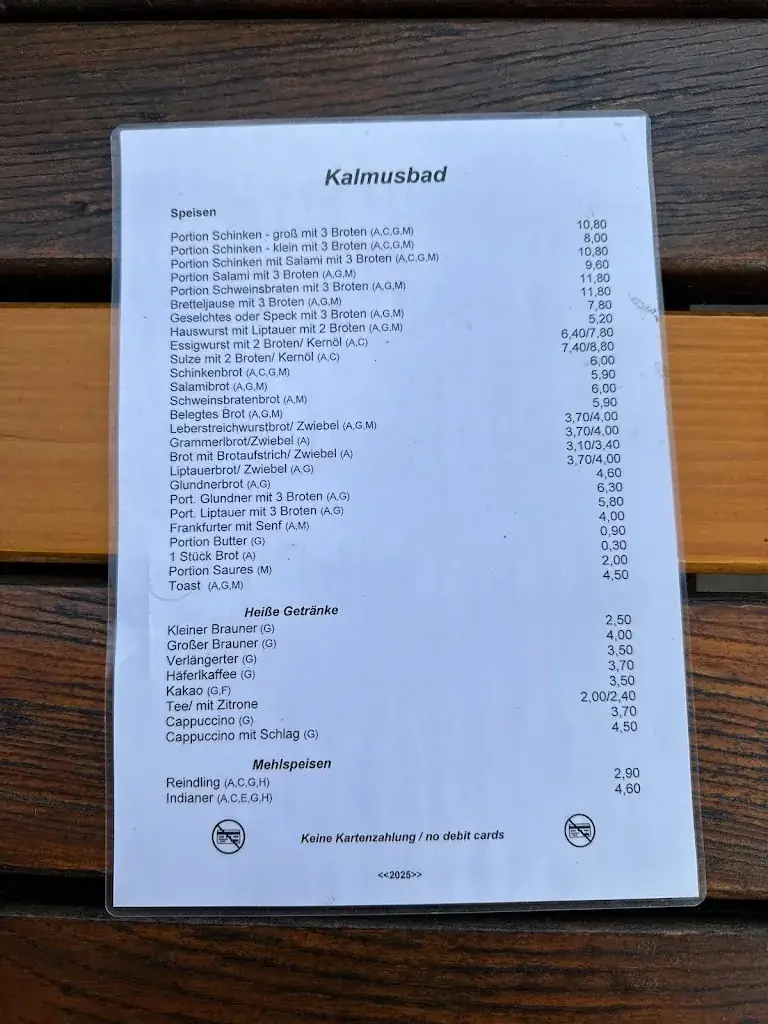 Kalmusbad
Speisen
Portion Schinken - groß mit 3 Broten (A,C,G,M) 10,80
Portion Schinken - klein mit 3 Broten (A,C,G,M) 8,00
Portion Schinken mit Salami mit 3 Broten (A,C,G,M) 10,80
Portion Salami mit 3 Broten (A,G,M) 9,60
Portion Schweinsbraten mit 3 Broten (A,G,M) 11,80
Bretteljause mit 3 Broten (A,G,M) 11,80
Geselchtes oder Speck mit 3 Broten (A,G,M) 7,80
Hauswurst mit Liptauer mit 2 Broten (A,G,M) 5,20
Essigwurst mit 2 Broten/ Kernöl (A,C) 6,40/7,80
Sulze mit 2 Broten/ Kernöl (A,C) 7,40/8,80
Schinkenbrot (A,C,G,M) 6,00
Salamibrot (A,G,M) 5,90
Schweinsbratenbrot (A,M) 6,00
Belegtes Brot (A,G,M) 5,90
Leberstreichwurstbrot/ Zwiebel (A,G,M) 3,70/4,00
Grammerlbrot/Zwiebel (A) 3,70/4,00
Brot mit Brotaufstrich/ Zwiebel (A) 3,10/3,40
Liptauerbrot/ Zwiebel (A,G) 3,70/4,00
Glundnerbrot (A,G) 4,60
Port. Glundner mit 3 Broten (A,G) 6,30
Port. Liptauer mit 3 Broten (A,G) 5,80
Frankfurter mit Senf (A,M) 4,00
Portion Butter (G) 0,90
1 Stück Brot (A) 0,30
Portion Saures (M) 2,00
Toast (A,G,M) 4,50
Heiße Getränke
Kleiner Brauner (G) 2,50
Großer Brauner (G) 4,00
Verlängerter (G) 3,50
Häferlkaffee (G) 3,70
Kakao (G,F) 3,50
Tee/ mit Zitrone 2,00/2,40
Cappuccino (G) 3,70
Cappuccino mit Schlag (G) 4,50
Mehlspeisen
Reindling (A,C,G,H) 2,90
Indianer (A,C,E,G,H) 4,60
Keine Kartenzahlung / no debit cards
<<2025>>